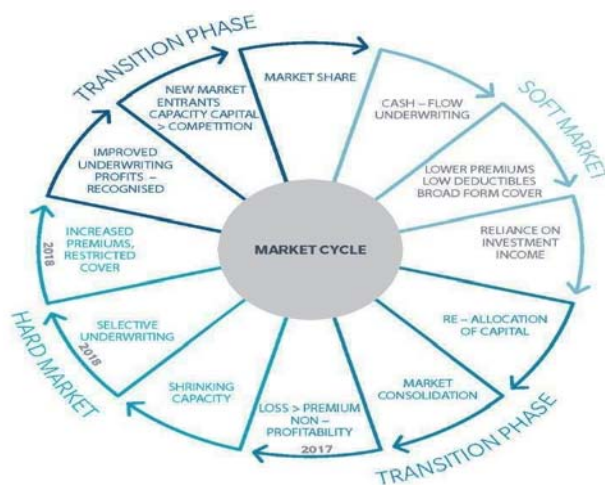 TRANSITION PHASE
MARKET SHARE
NEW MARKET
ENTRANTS
CAPACITY CAPITAL
> COMPETITION
CASH – FLOW
UNDERWRITING
SOFT MARKET
IMPROVED
UNDERWRITING
PROFITS –
RECOGNISED
LOWER PREMIUMS
LOW DEDUCTIBLES
BROAD FORM COVER
INCREASED
PREMIUMS,
RESTRICTED
COVER
2018
MARKET CYCLE
RELIANCE ON
INVESTMENT
INCOME
SELECTIVE
UNDERWRITING
2018
HARD MARKET
RE – ALLOCATION
OF CAPITAL
SHRINKING
CAPACITY
MARKET
CONSOLIDATION
LOSS > PREMIUM
NON –
PROFITABILITY
2017
TRANSITION PHASE